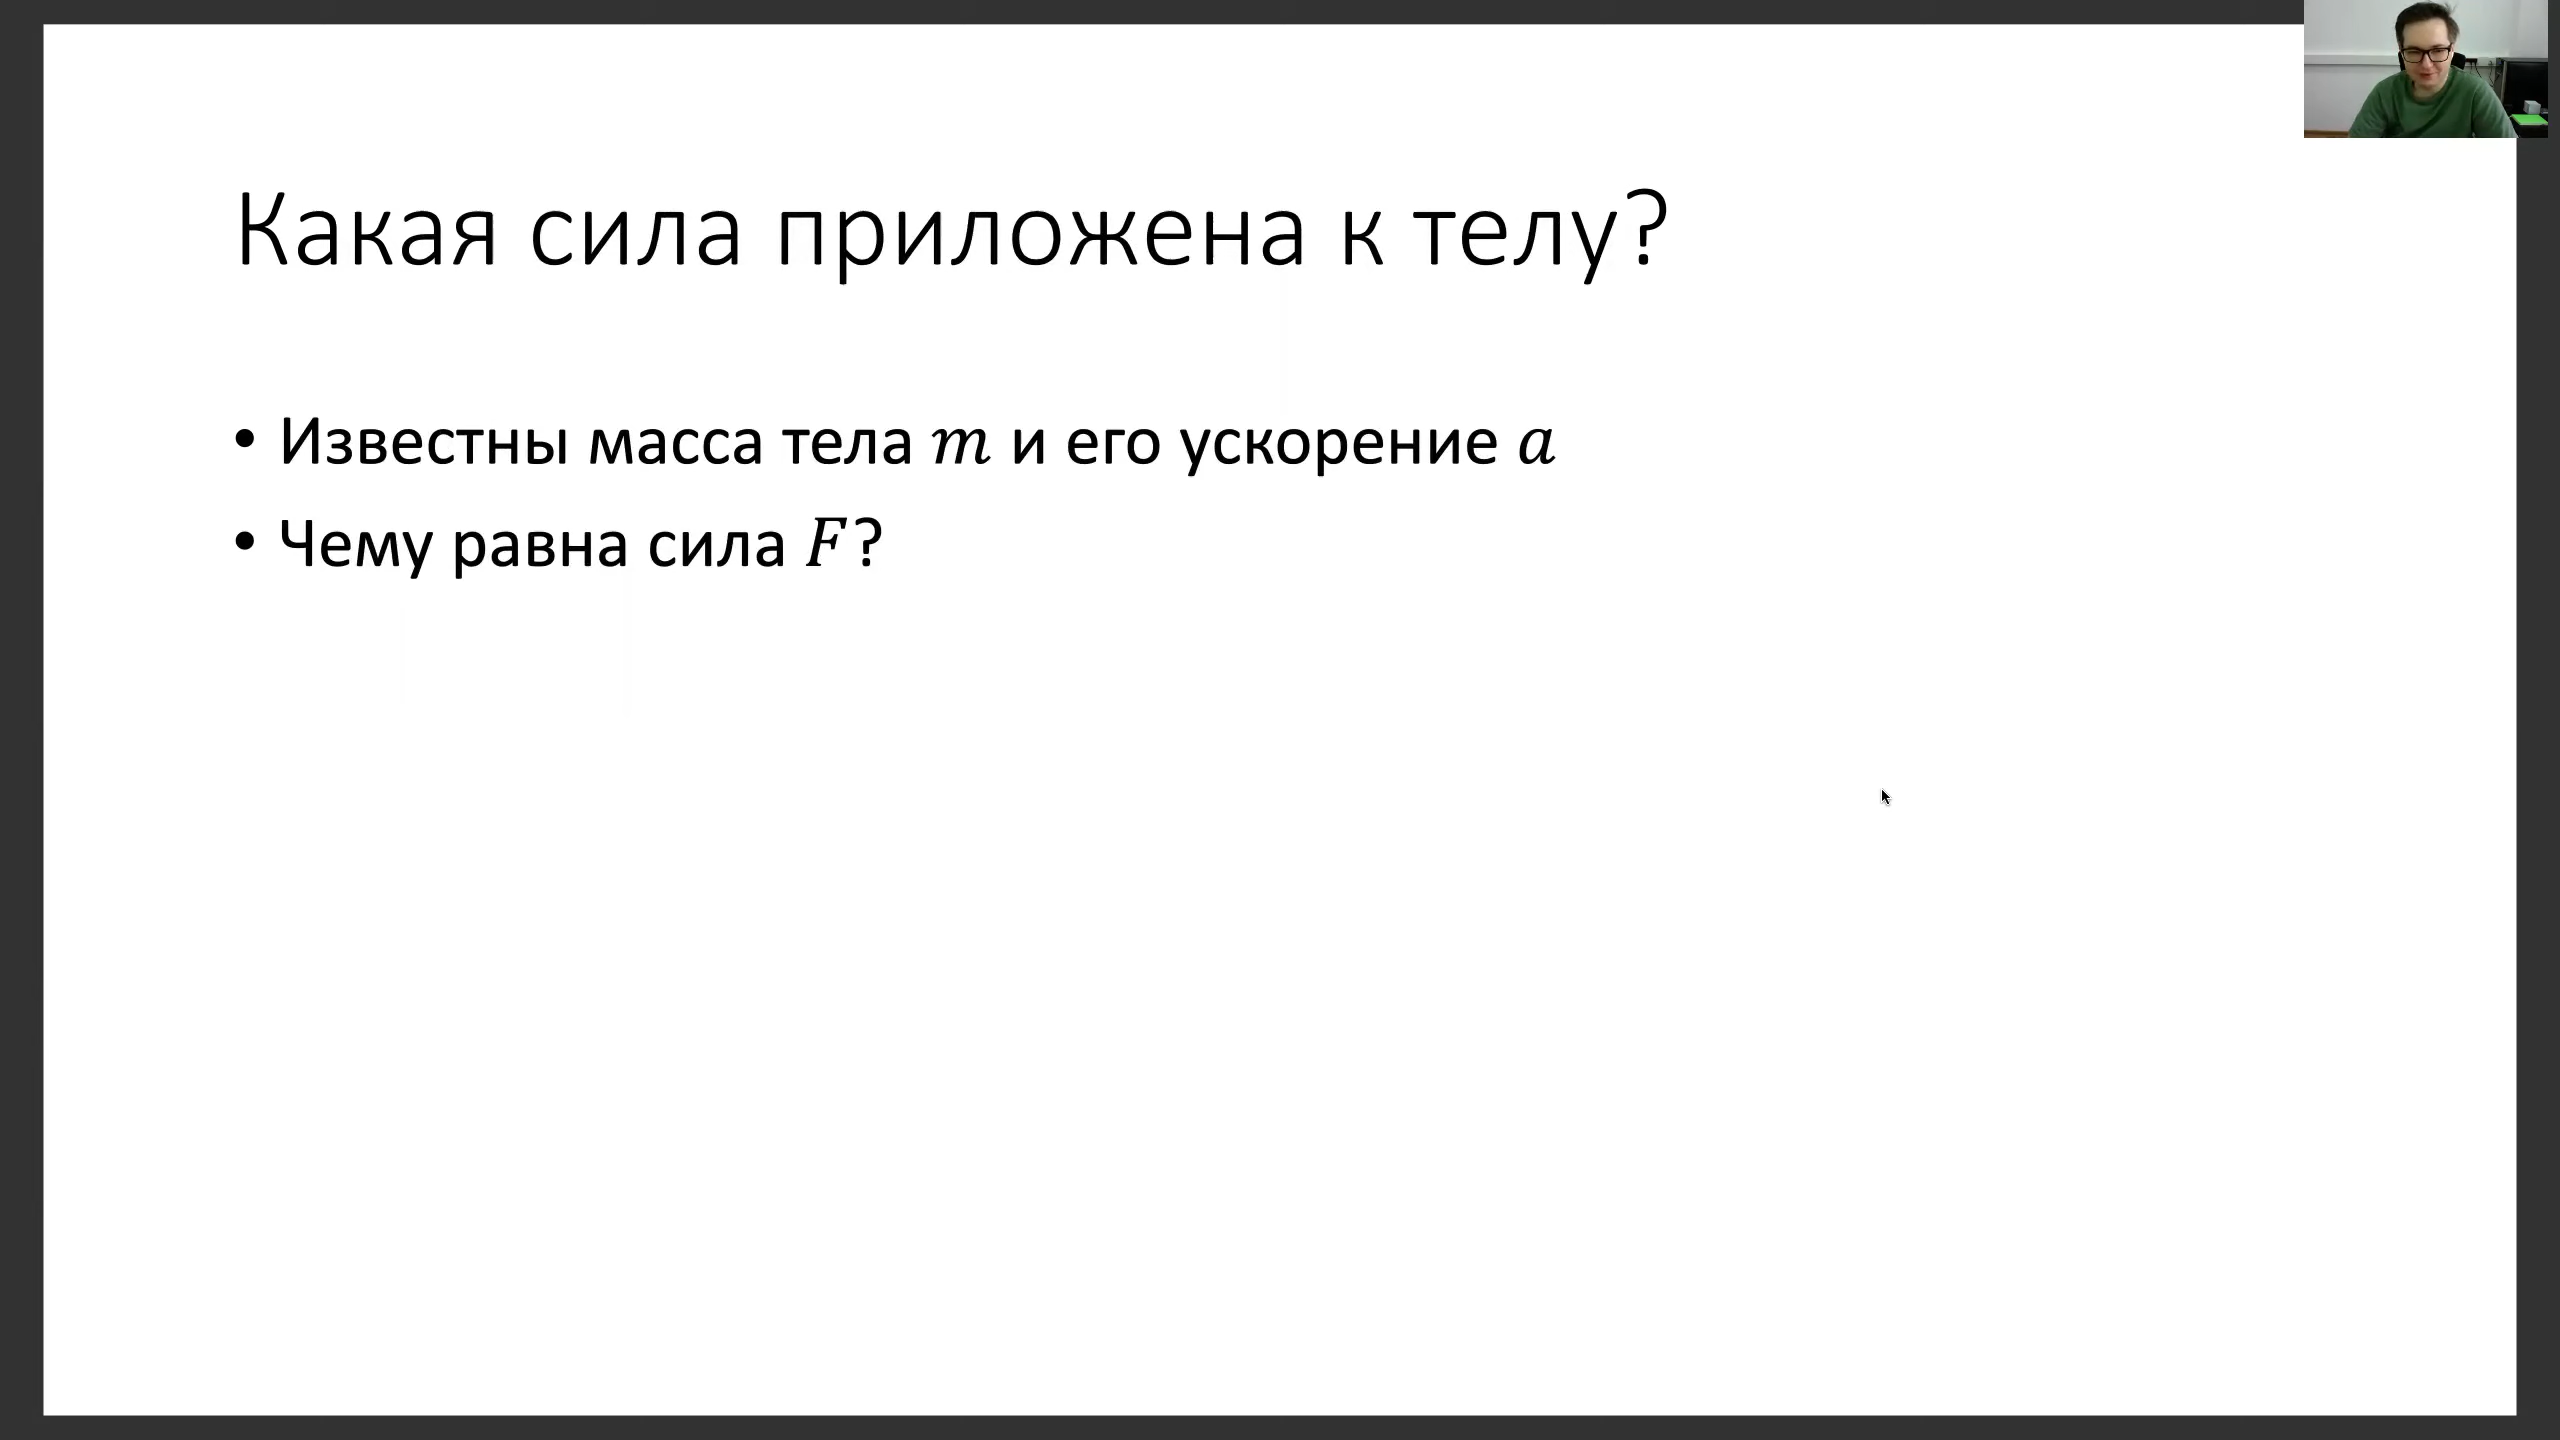 Какая сила приложена к телу?
• Известны масса тела m и его ускорение a
• Чему равна сила F?